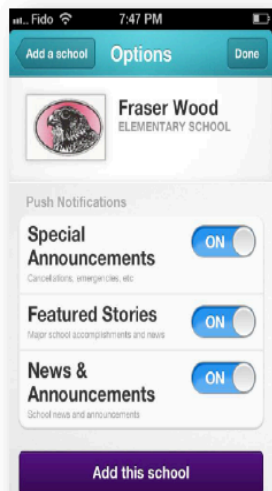 Fido 7:47 PM
Add a school Options Done
Fraser Wood
ELEMENTARY SCHOOL
Push Notifications
Special
Announcements
ON
Cancellations, emergencies, etc
Featured Stories
ON
Major school accomplishments and news
News &
Announcements
ON
School news and announcements
Add this school